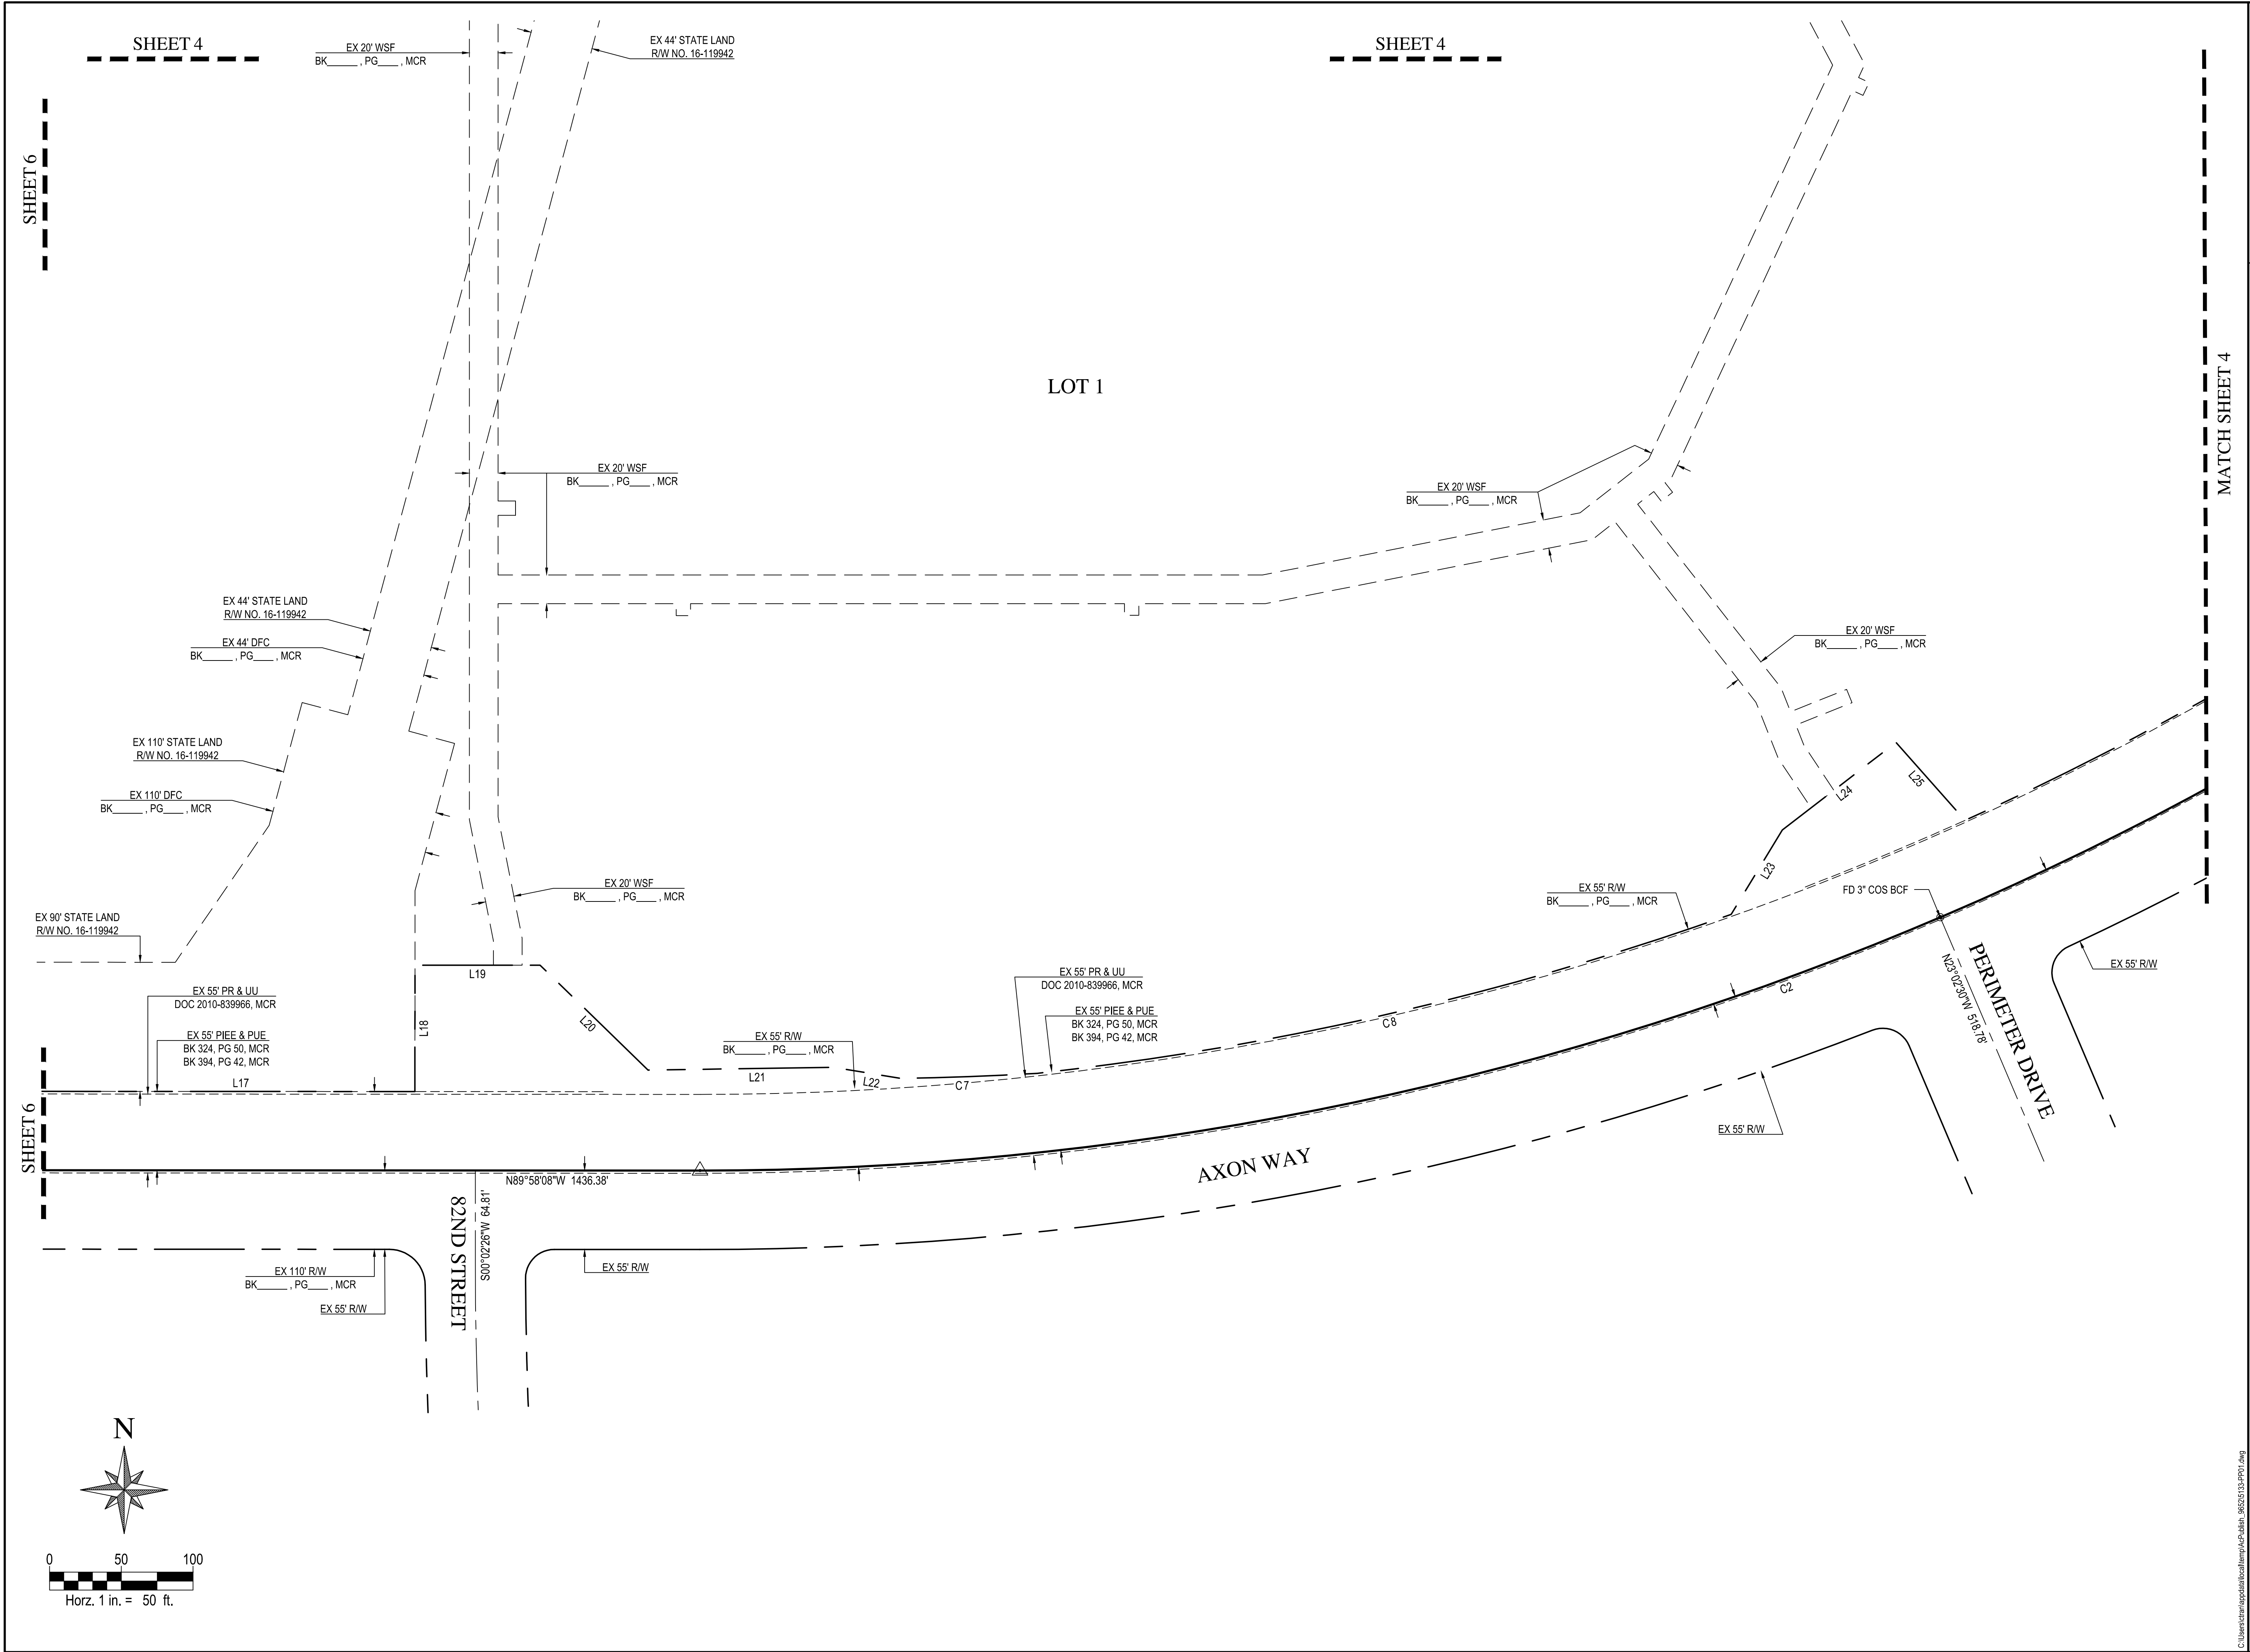 SHEET 4
EX 20' WSF
BK_____ , PG____ , MCR
EX 44' STATE LAND
R/W NO. 16-119942
SHEET 4
SHEET 6
MATCH SHEET 4
LOT 1
EX 20' WSF
BK_____ , PG____ , MCR
EX 20' WSF
BK_____ , PG____ , MCR
EX 44' STATE LAND
R/W NO. 16-119942
EX 44' DFC
BK_____ , PG____ , MCR
EX 20' WSF
BK_____ , PG____ , MCR
EX 110' STATE LAND
R/W NO. 16-119942
EX 110' DFC
BK_____ , PG____ , MCR
L25
L24
L23
EX 20' WSF
BK_____ , PG____ , MCR
EX 55' R/W
BK_____ , PG____ , MCR
FD 3" COS BCF
EX 90' STATE LAND
R/W NO. 16-119942
PERIMETER DRIVE
N23°02'30"W 518.78'
EX 55' R/W
L19
EX 55' PR & UU
DOC 2010-839966, MCR
EX 55' PIEE & PUE
BK 324, PG 50, MCR
BK 394, PG 42, MCR
L17
L18
L20
EX 55' R/W
BK_____ , PG____ , MCR
L21
L22
C7
EX 55' PR & UU
DOC 2010-839966, MCR
EX 55' PIEE & PUE
BK 324, PG 50, MCR
BK 394, PG 42, MCR
C8
C2
SHEET 6
EX 55' R/W
AXON WAY
N89°58'08"W 1436.38'
82ND STREET
S00°02'26"W 64.81'
EX 110' R/W
BK_____ , PG____ , MCR
EX 55' R/W
EX 55' R/W
N
0 50 100
Horz. 1 in. = 50 ft.
C:\Users\ctran\appdata\local\temp\AcPublish_9652\5133-PP01.dwg